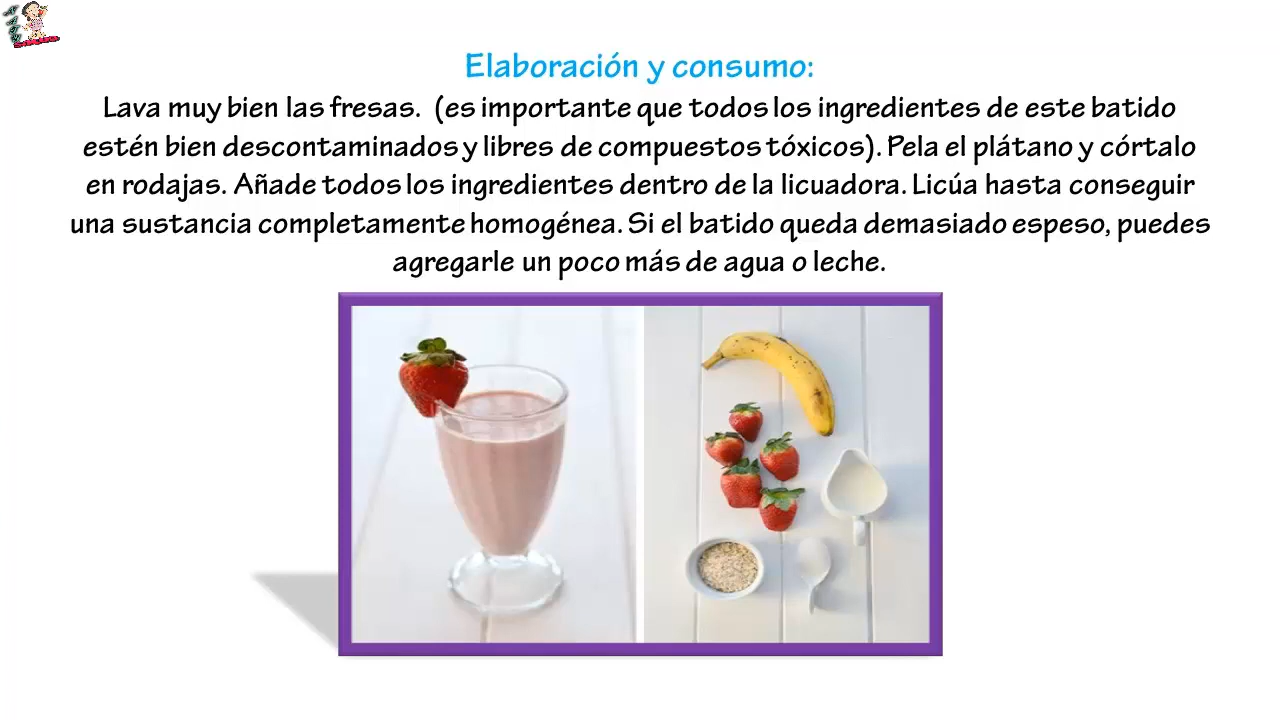 Elaboración y consumo:
Lava muy bien las fresas. (es importante que todos los ingredientes de este batido
estén bien descontaminados y libres de compuestos tóxicos). Pela el plátano y córtalo
en rodajas. Añade todos los ingredientes dentro de la licuadora. Licúa hasta conseguir
una sustancia completamente homogénea. Si el batido queda demasiado espeso, puedes
agregarle un poco más de agua o leche.